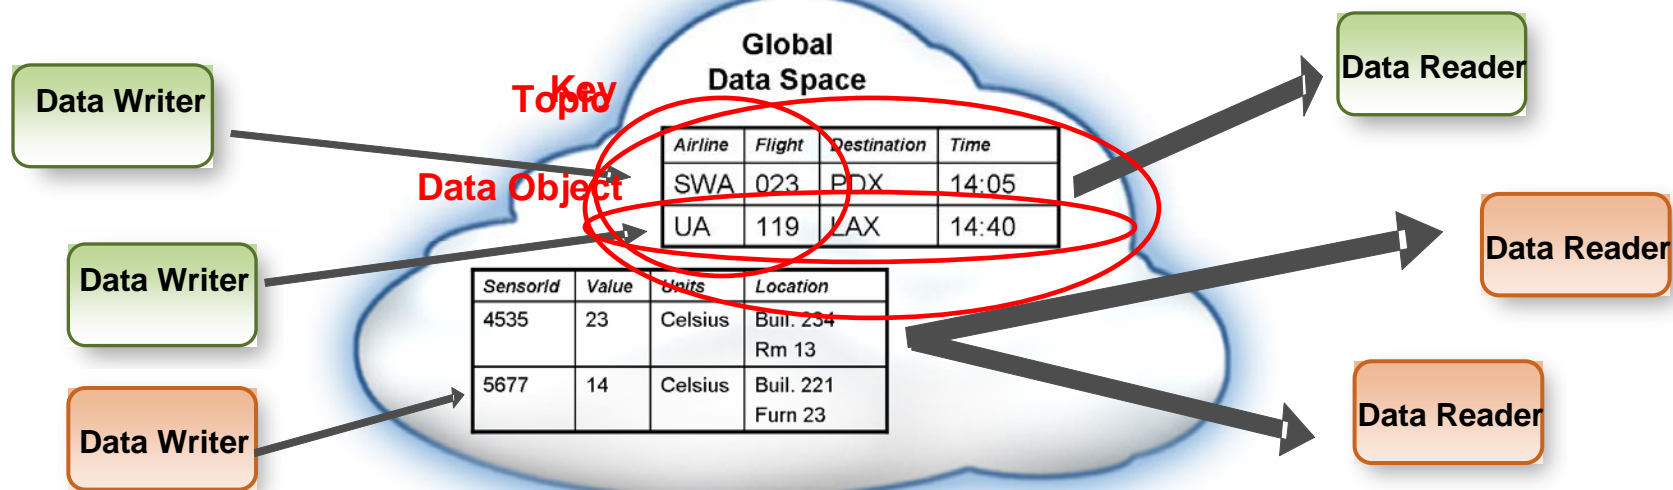 Global
Data Space
Data Reader
Data Writer
Key
Topic
Airline Flight Destination Time
SWA 023 PDX 14:05
Data Object
UA 119 LAX 14:40
Data Reader
Data Writer
SensorId Value Units Location
4535 23 Celsius Buil. 234
Rm 13
5677 14 Celsius Buil. 221
Furn 23
Data Reader
Data Writer